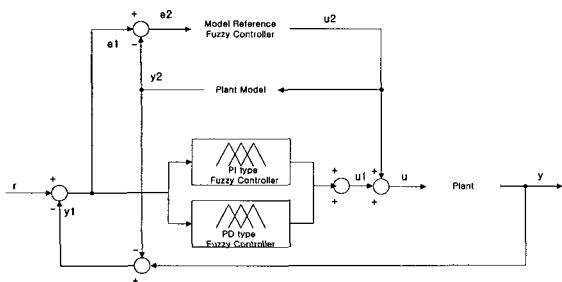 +
e2
Model Reference
Fuzzy Controller
u2
e1
−
y2
Plant Model
PI type
Fuzzy Controller
+
r
−
y1
+
+
u1
+
+
u
Plant
y
PD type
Fuzzy Controller
−
+